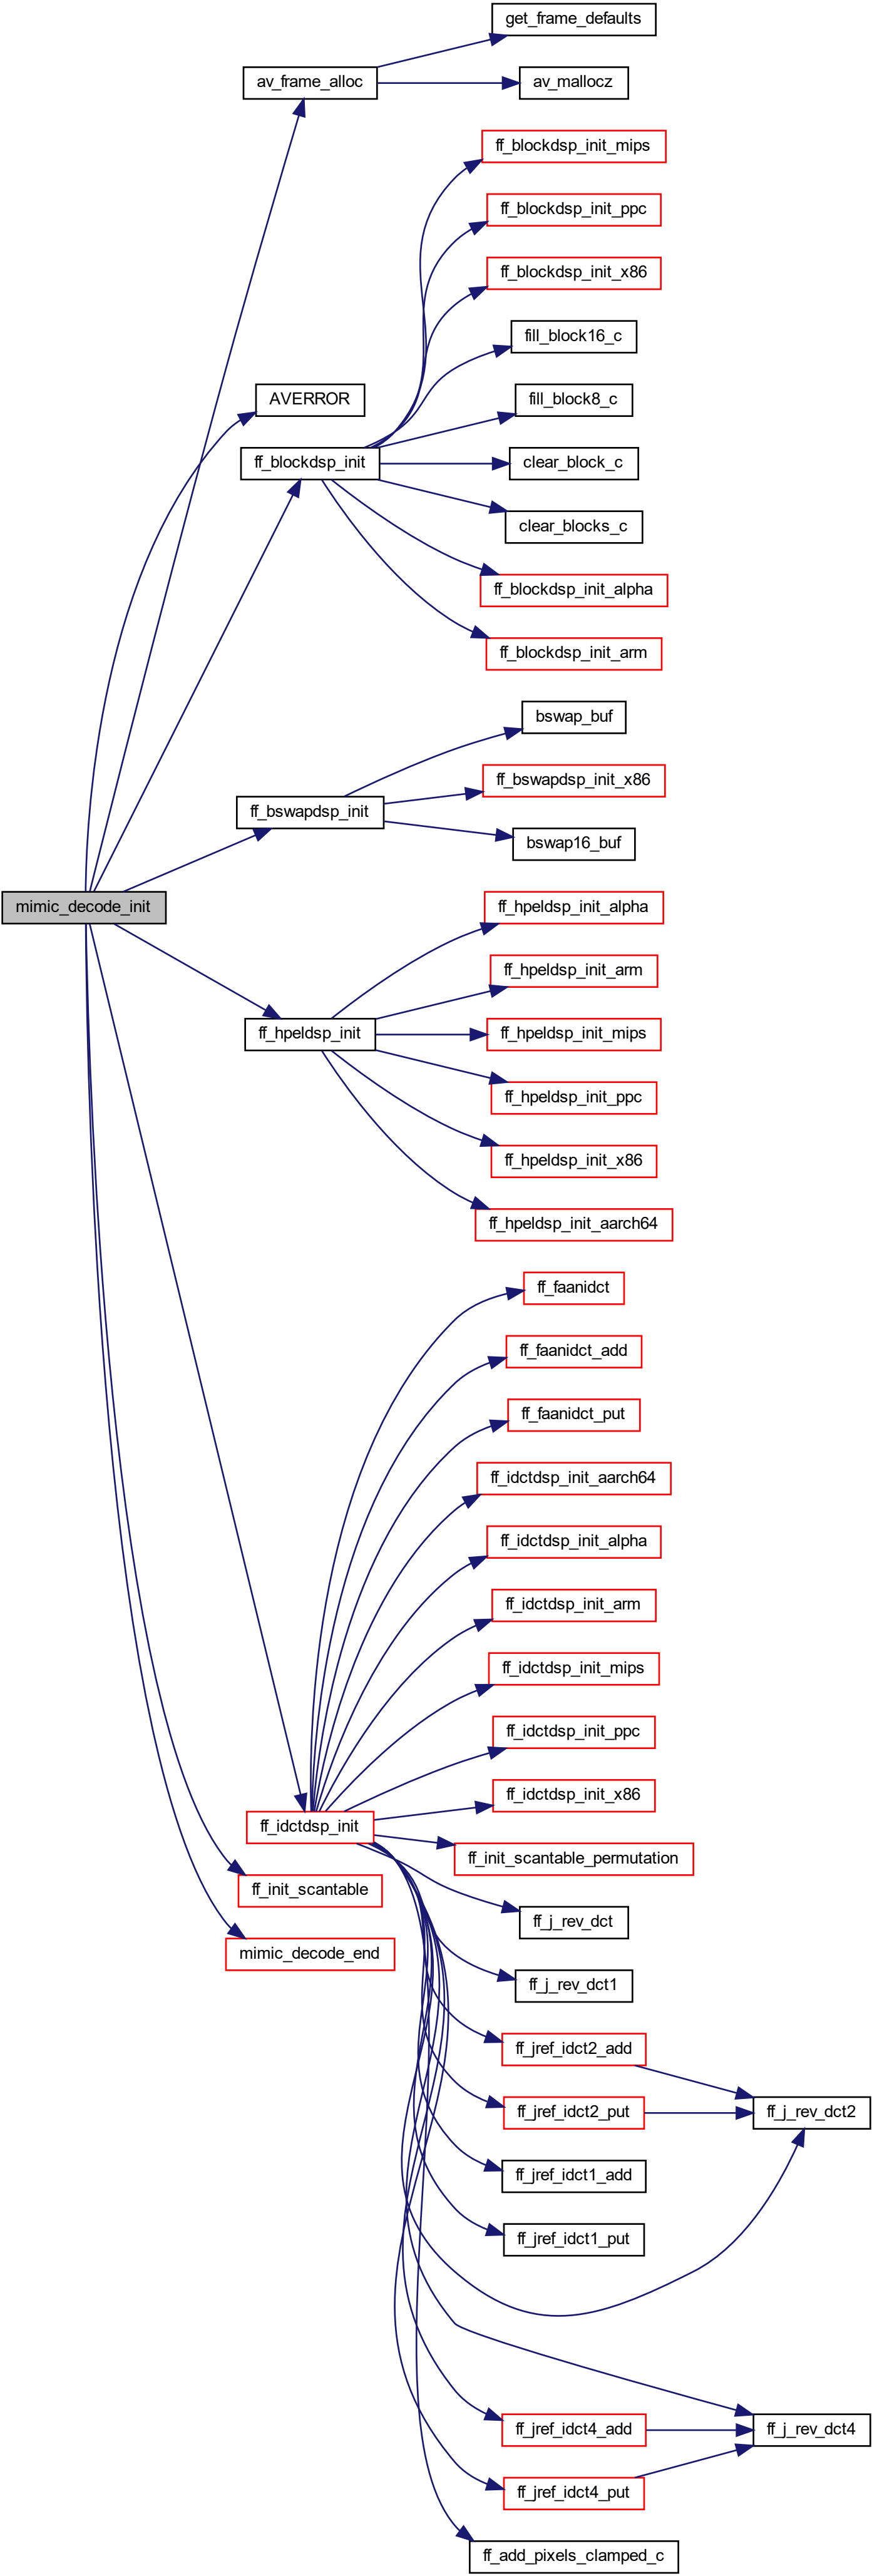 get_frame_defaults
av_frame_alloc
av_mallocz
ff_blockdsp_init_mips
ff_blockdsp_init_ppc
ff_blockdsp_init_x86
fill_block16_c
AVERROR
fill_block8_c
ff_blockdsp_init
clear_block_c
clear_blocks_c
ff_blockdsp_init_alpha
ff_blockdsp_init_arm
bswap_buf
ff_bswapdsp_init_x86
ff_bswapdsp_init
bswap16_buf
mimic_decode_init
ff_hpeldsp_init_alpha
ff_hpeldsp_init_arm
ff_hpeldsp_init
ff_hpeldsp_init_mips
ff_hpeldsp_init_ppc
ff_hpeldsp_init_x86
ff_hpeldsp_init_aarch64
ff_faanidct
ff_faanidct_add
ff_faanidct_put
ff_idctdsp_init_aarch64
ff_idctdsp_init_alpha
ff_idctdsp_init_arm
ff_idctdsp_init_mips
ff_idctdsp_init_ppc
ff_idctdsp_init_x86
ff_idctdsp_init
ff_init_scantable_permutation
ff_init_scantable
ff_j_rev_dct
mimic_decode_end
ff_j_rev_dct1
ff_jref_idct2_add
ff_jref_idct2_put
ff_j_rev_dct2
ff_jref_idct1_add
ff_jref_idct1_put
ff_jref_idct4_add
ff_j_rev_dct4
ff_jref_idct4_put
ff_add_pixels_clamped_c